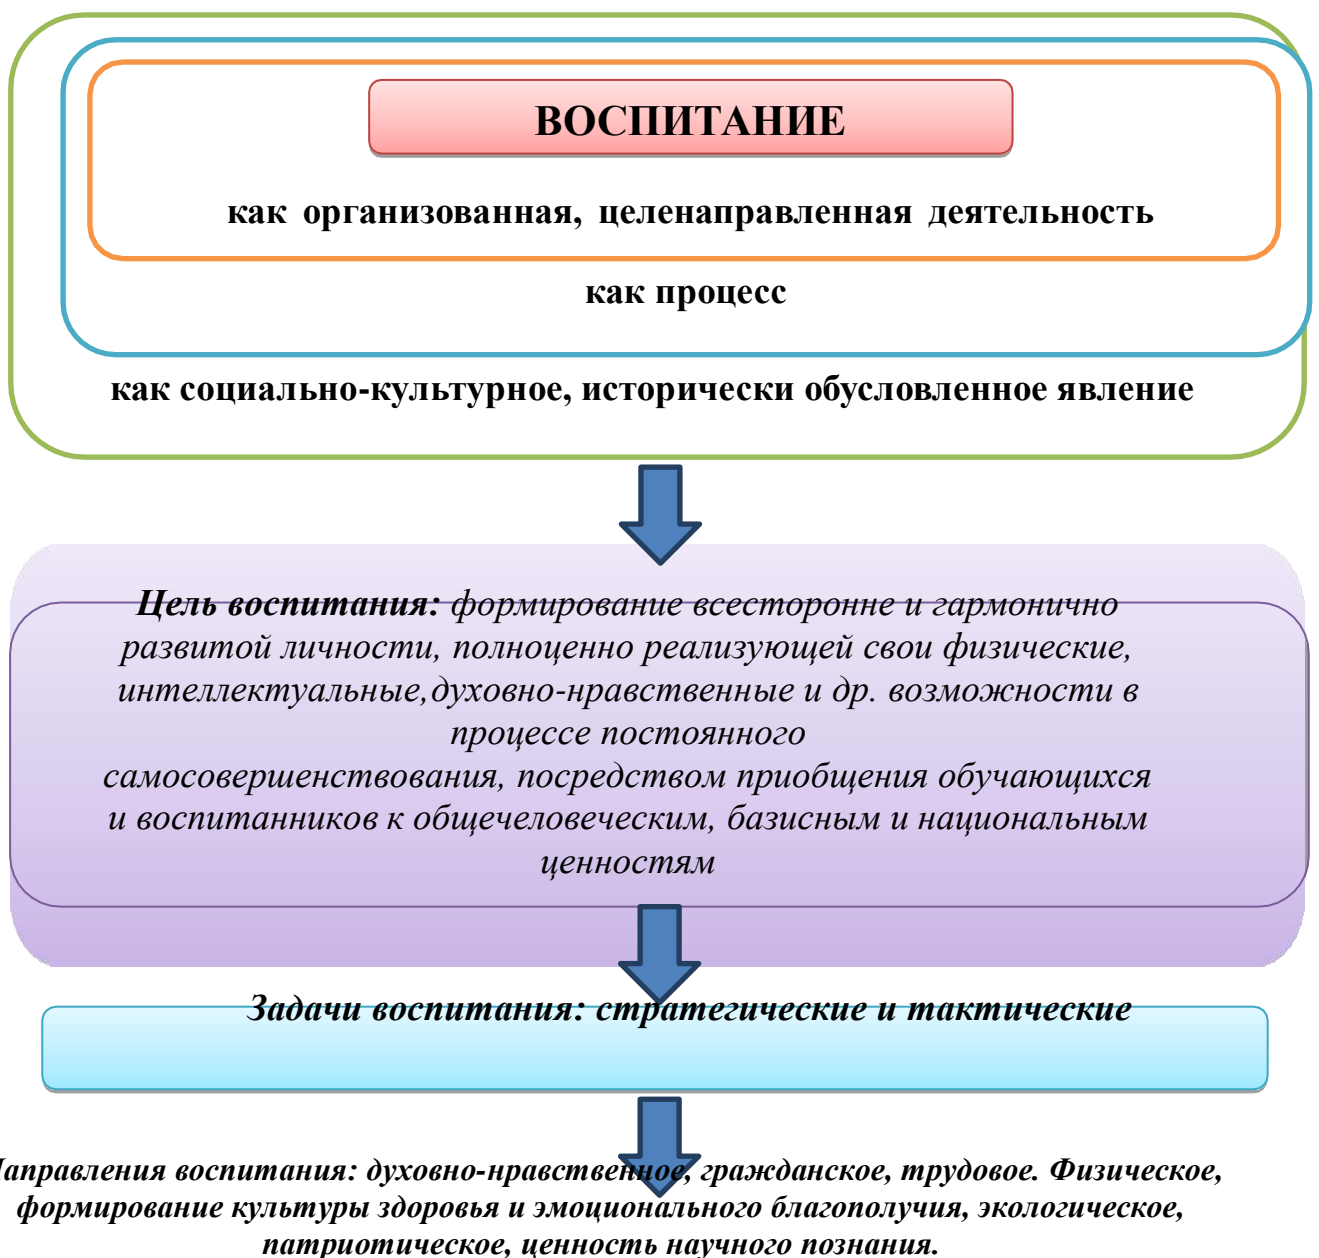 ВОСПИТАНИЕ
как организованная, целенаправленная деятельность
как процесс
как социально-культурное, исторически обусловленное явление
Цель воспитания: формирование всесторонне и гармонично
развитой личности, полноценно реализующей свои физические,
интеллектуальные,духовно-нравственные и др. возможности в
процессе постоянного
самосовершенствования, посредством приобщения обучающихся
и воспитанников к общечеловеческим, базисным и национальным
ценностям
Задачи воспитания: стратегические и тактические
Направления воспитания: духовно-нравственное, гражданское, трудовое. Физическое,
формирование культуры здоровья и эмоционального благополучия, экологическое,
патриотическое, ценность научного познания.